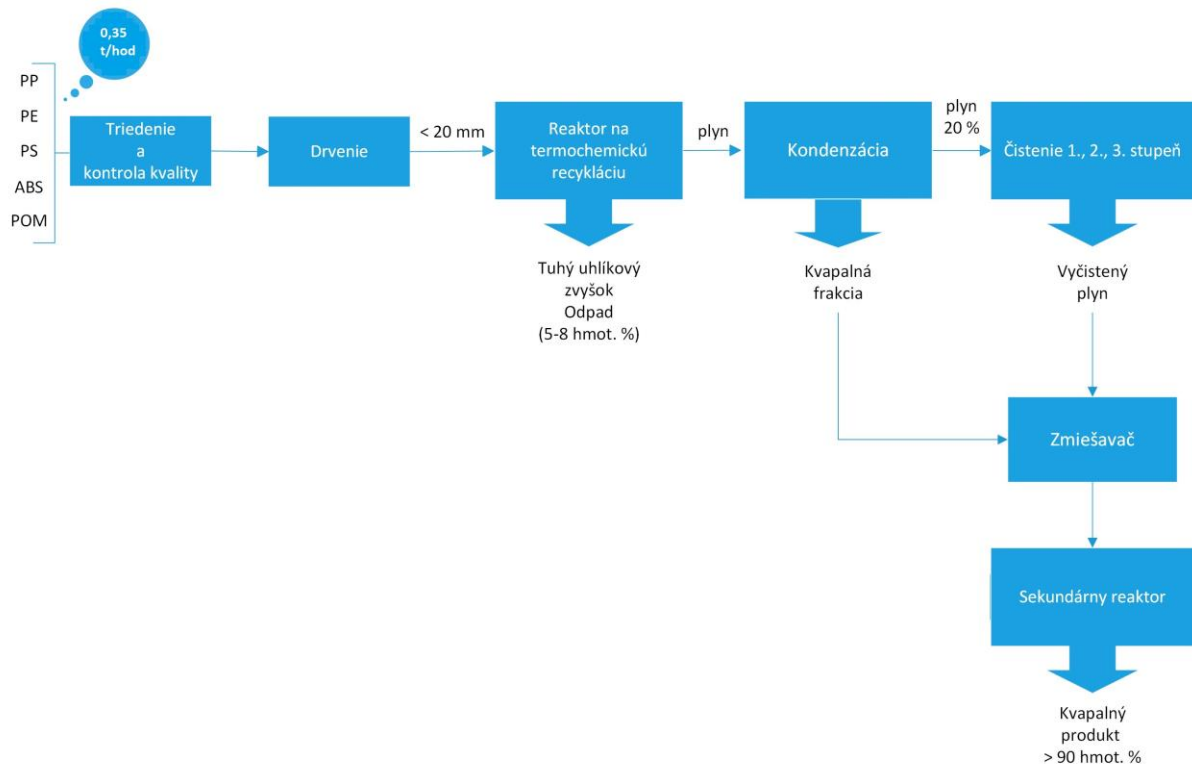 0,35
t/hod
PP
PE
PS
ABS
POM
Triedenie
a
kontrola kvality
Drvenie
< 20 mm
Reaktor na
termochemickú
recykláciu
plyn
Kondenzácia
plyn
20 %
Čistenie 1., 2., 3. stupeň
Tuhý uhlíkový
zvyšok
Odpad
(5-8 hmot. %)
Kvapalná
frakcia
Vyčistený
plyn
Zmiešavač
Sekundárny reaktor
Kvapalný
produkt
> 90 hmot. %